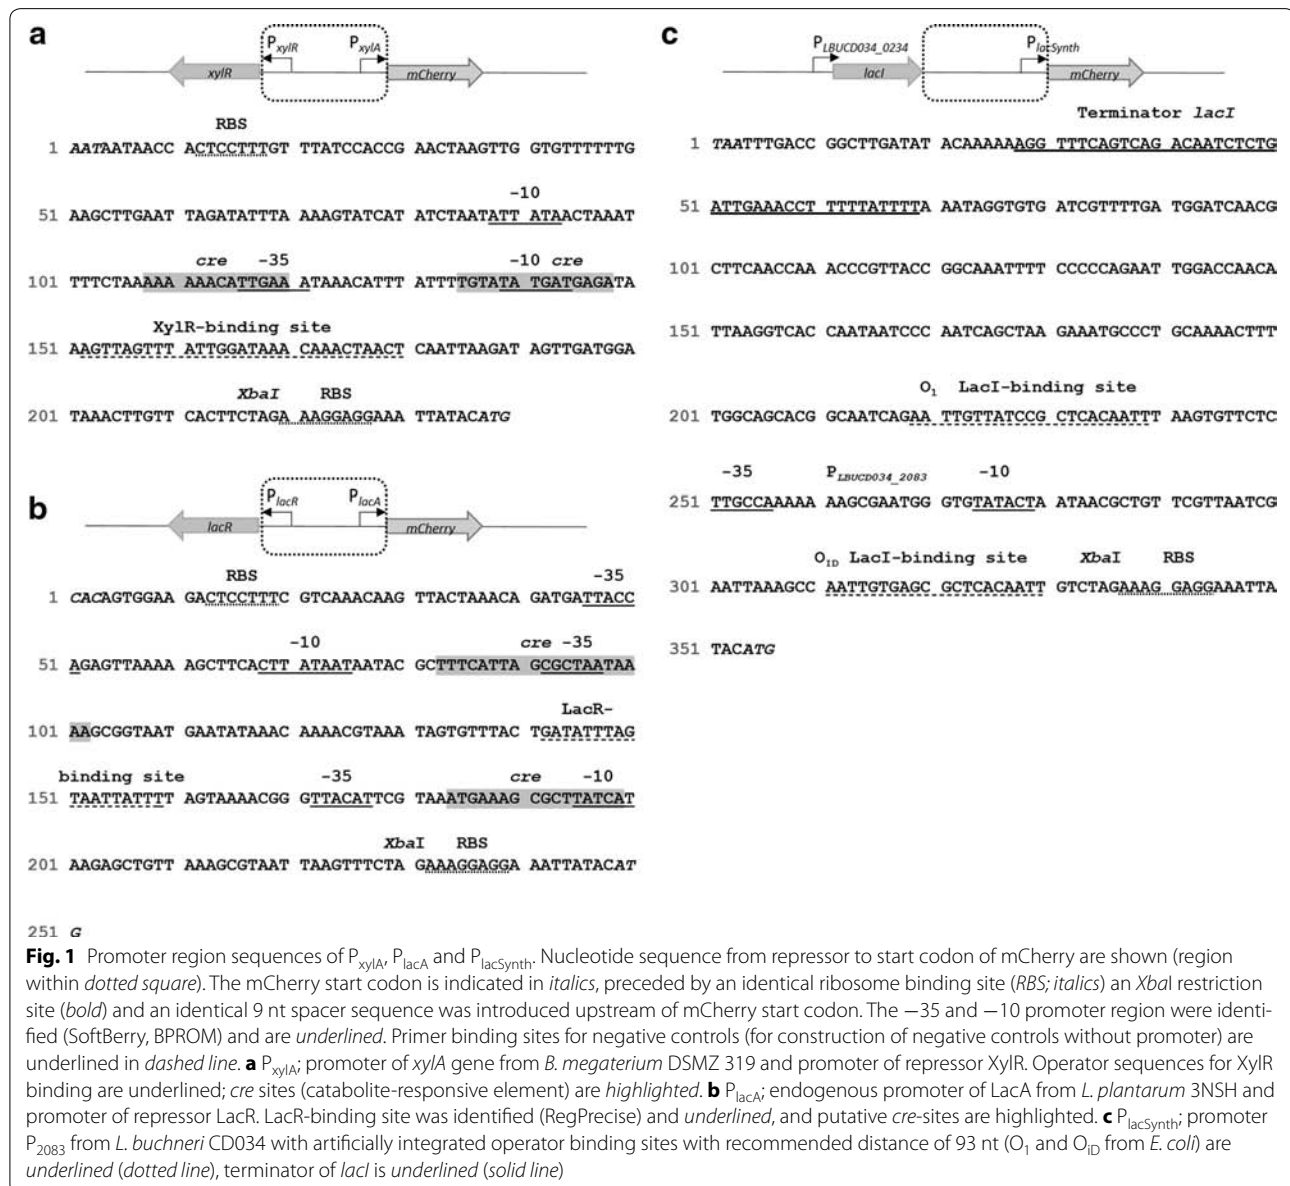 a
P_xylR P_xylA
xylR mCherry
RBS
1 AATAATAACCA CTCCTTTGT TTATCCACCG AACTAAGTTG GTGTTTTTTG
-10
51 AAGCTTGAAT TAGATATTTA AAAGTATCAT ATCTAATATT ATAACTAAAT
cre -35 -10 cre
101 TTTCTAAAAA AAAACATTGAA ATAAACATTT ATTTTGTATA TGATGAGATA
XylR-binding site
151 AAGTTAGTTT ATTGGATAAA CAAACTAACT CAATTAAGAT AGTTGATGGA
XbaI RBS
201 TAAACTTGTT CACTTCTAGA AAGGAGGAAA TTATACATG
b
P_lacR P_lacA
lacR mCherry
RBS -35
1 CACAGTGGAA GACTCCTTTC GTCAAACAAG TTACTAAACA GATGATTACC
-10 cre -35
51 AGAGTTAAAA AGCTTCACTT ATAATAATAC GCTTTCATTAG CGCTAATAA
LacR-
101 AAGCGGTAAT GAATATAAAC AAAACGTAAA TAGTGTTTAC TGATATTTAG
binding site -35 cre -10
151 TAATTATTTT AGTAAAACGG GTTACATTCG TAAATGAAAG CGCTTATCAT
XbaI RBS
201 AAGAGCTGTT AAAGCGTAAT TAAGTTTCTA GAAAGGAGGA AATTATACAT
251 G
c
P_LBUCD034_0234 P_lacSynth
lacI mCherry
Terminator lacI
1 TAATTTGACC GGCTTGATAT ACAAAAAAGG TTTCAGTCAG ACAATCTCTG
51 ATTGAAACCT TTTTATTTTA AATAGGTGTG ATCGTTTTGA TGGATCAACG
101 CTTCAACCAA ACCCGTTACC GGCAAATTTT CCCCCAGAAT TGGACCAACA
151 TTAAGGTCAC CAATAATCCC AATCAGCTAA GAAATGCCCT GCAAAACTTT
O1 LacI-binding site
201 TGGCAGCACG GCAATCAGAA TTGTTATCCG CTCACAATTT AAGTGTTCTC
-35 P_LBUCD034_2083 -10
251 TTGCCAAAAA AAGCGAATGG GTGTATACTA ATAACGCTGT TCGTTAATCG
OID LacI-binding site XbaI RBS
301 AATTAAAGCC AATTGTGAGC GCTCACAATT GTCTAGAAAG GAGGAAATTA
351 TACATG
Fig. 1 Promoter region sequences of PxylA, PlacA and PlacSynth. Nucleotide sequence from repressor to start codon of mCherry are shown (region
within dotted square). The mCherry start codon is indicated in italics, preceded by an identical ribosome binding site (RBS; italics) an XbaI restriction
site (bold) and an identical 9 nt spacer sequence was introduced upstream of mCherry start codon. The −35 and −10 promoter region were identi-
fied (SoftBerry, BPROM) and are underlined. Primer binding sites for negative controls (for construction of negative controls without promoter) are
underlined in dashed line. a PxylA; promoter of xylA gene from B. megaterium DSMZ 319 and promoter of repressor XylR. Operator sequences for XylR
binding are underlined; cre sites (catabolite-responsive element) are highlighted. b PlacA; endogenous promoter of LacA from L. plantarum 3NSH and
promoter of repressor LacR. LacR-binding site was identified (RegPrecise) and underlined, and putative cre-sites are highlighted. c PlacSynth; promoter
P2083 from L. buchneri CD034 with artificially integrated operator binding sites with recommended distance of 93 nt (O1 and OiD from E. coli) are
underlined (dotted line), terminator of lacI is underlined (solid line)